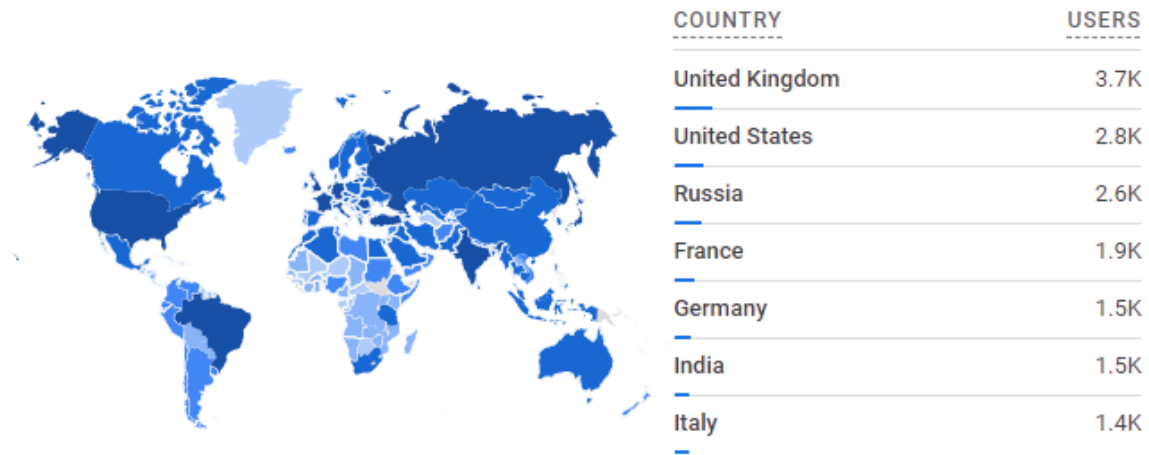 COUNTRY USERS
United Kingdom 3.7K
United States 2.8K
Russia 2.6K
France 1.9K
Germany 1.5K
India 1.5K
Italy 1.4K